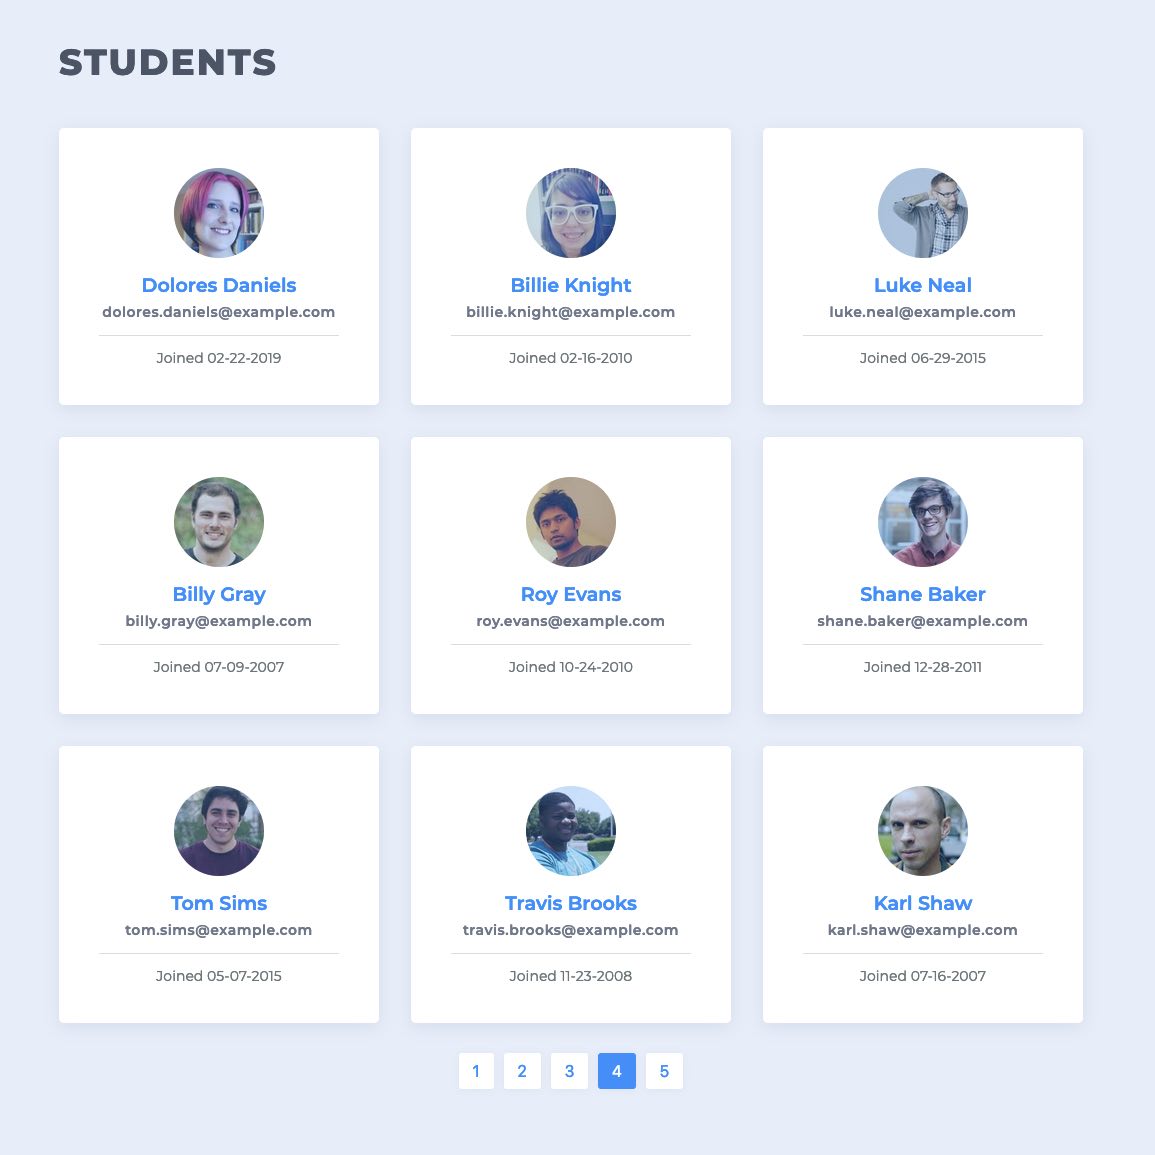 STUDENTS
Dolores Daniels
dolores.daniels@example.com
Joined 02-22-2019
Billie Knight
billie.knight@example.com
Joined 02-16-2010
Luke Neal
luke.neal@example.com
Joined 06-29-2015
Billy Gray
billy.gray@example.com
Joined 07-09-2007
Roy Evans
roy.evans@example.com
Joined 10-24-2010
Shane Baker
shane.baker@example.com
Joined 12-28-2011
Tom Sims
tom.sims@example.com
Joined 05-07-2015
Travis Brooks
travis.brooks@example.com
Joined 11-23-2008
Karl Shaw
karl.shaw@example.com
Joined 07-16-2007
1 2 3 4 5